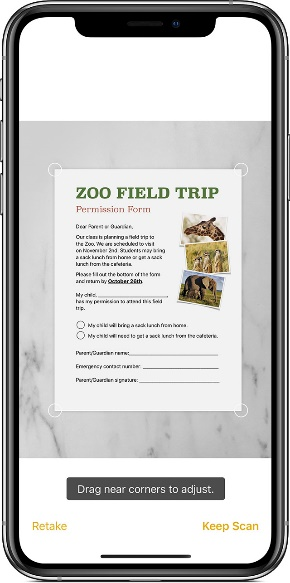 ZOO FIELD TRIP
Permission Form
Dear Parent or Guardian,
Our class is planning a field trip to
the Zoo. We are scheduled to visit
on November 2nd. Students may bring
a sack lunch from home or get a sack
lunch from the cafeteria.
Please fill out the bottom of the form
and return by October 26th.
My child,
has my permission to attend this field
trip.
My child will bring a sack lunch from home.
My child will need to get a sack lunch from the cafeteria.
Parent/Guardian name:
Emergency contact number:
Parent/Guardian signature:
Drag near corners to adjust.
Retake
Keep Scan